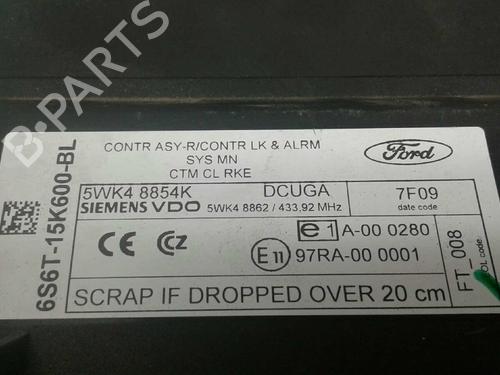 B-PARTS
CONTR ASY-R/CONTR LK & ALRM
SYS MN
CTM CL RKE
Ford
6S6T-15K600-BL
5WK4 8854K
DCUGA
7F09
SIEMENS VDO
5WK4 8862 / 433,92 MHz
date code
CE
CZ
e 1
A-00 0280
E 11
97RA-00 0001
FT_008
OL code.
SCRAP IF DROPPED OVER 20 cm